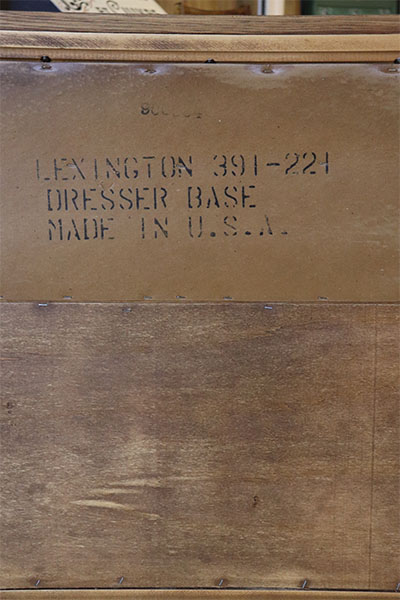 LEXINGTON 391-221
DRESSER BASE
MADE IN U.S.A.